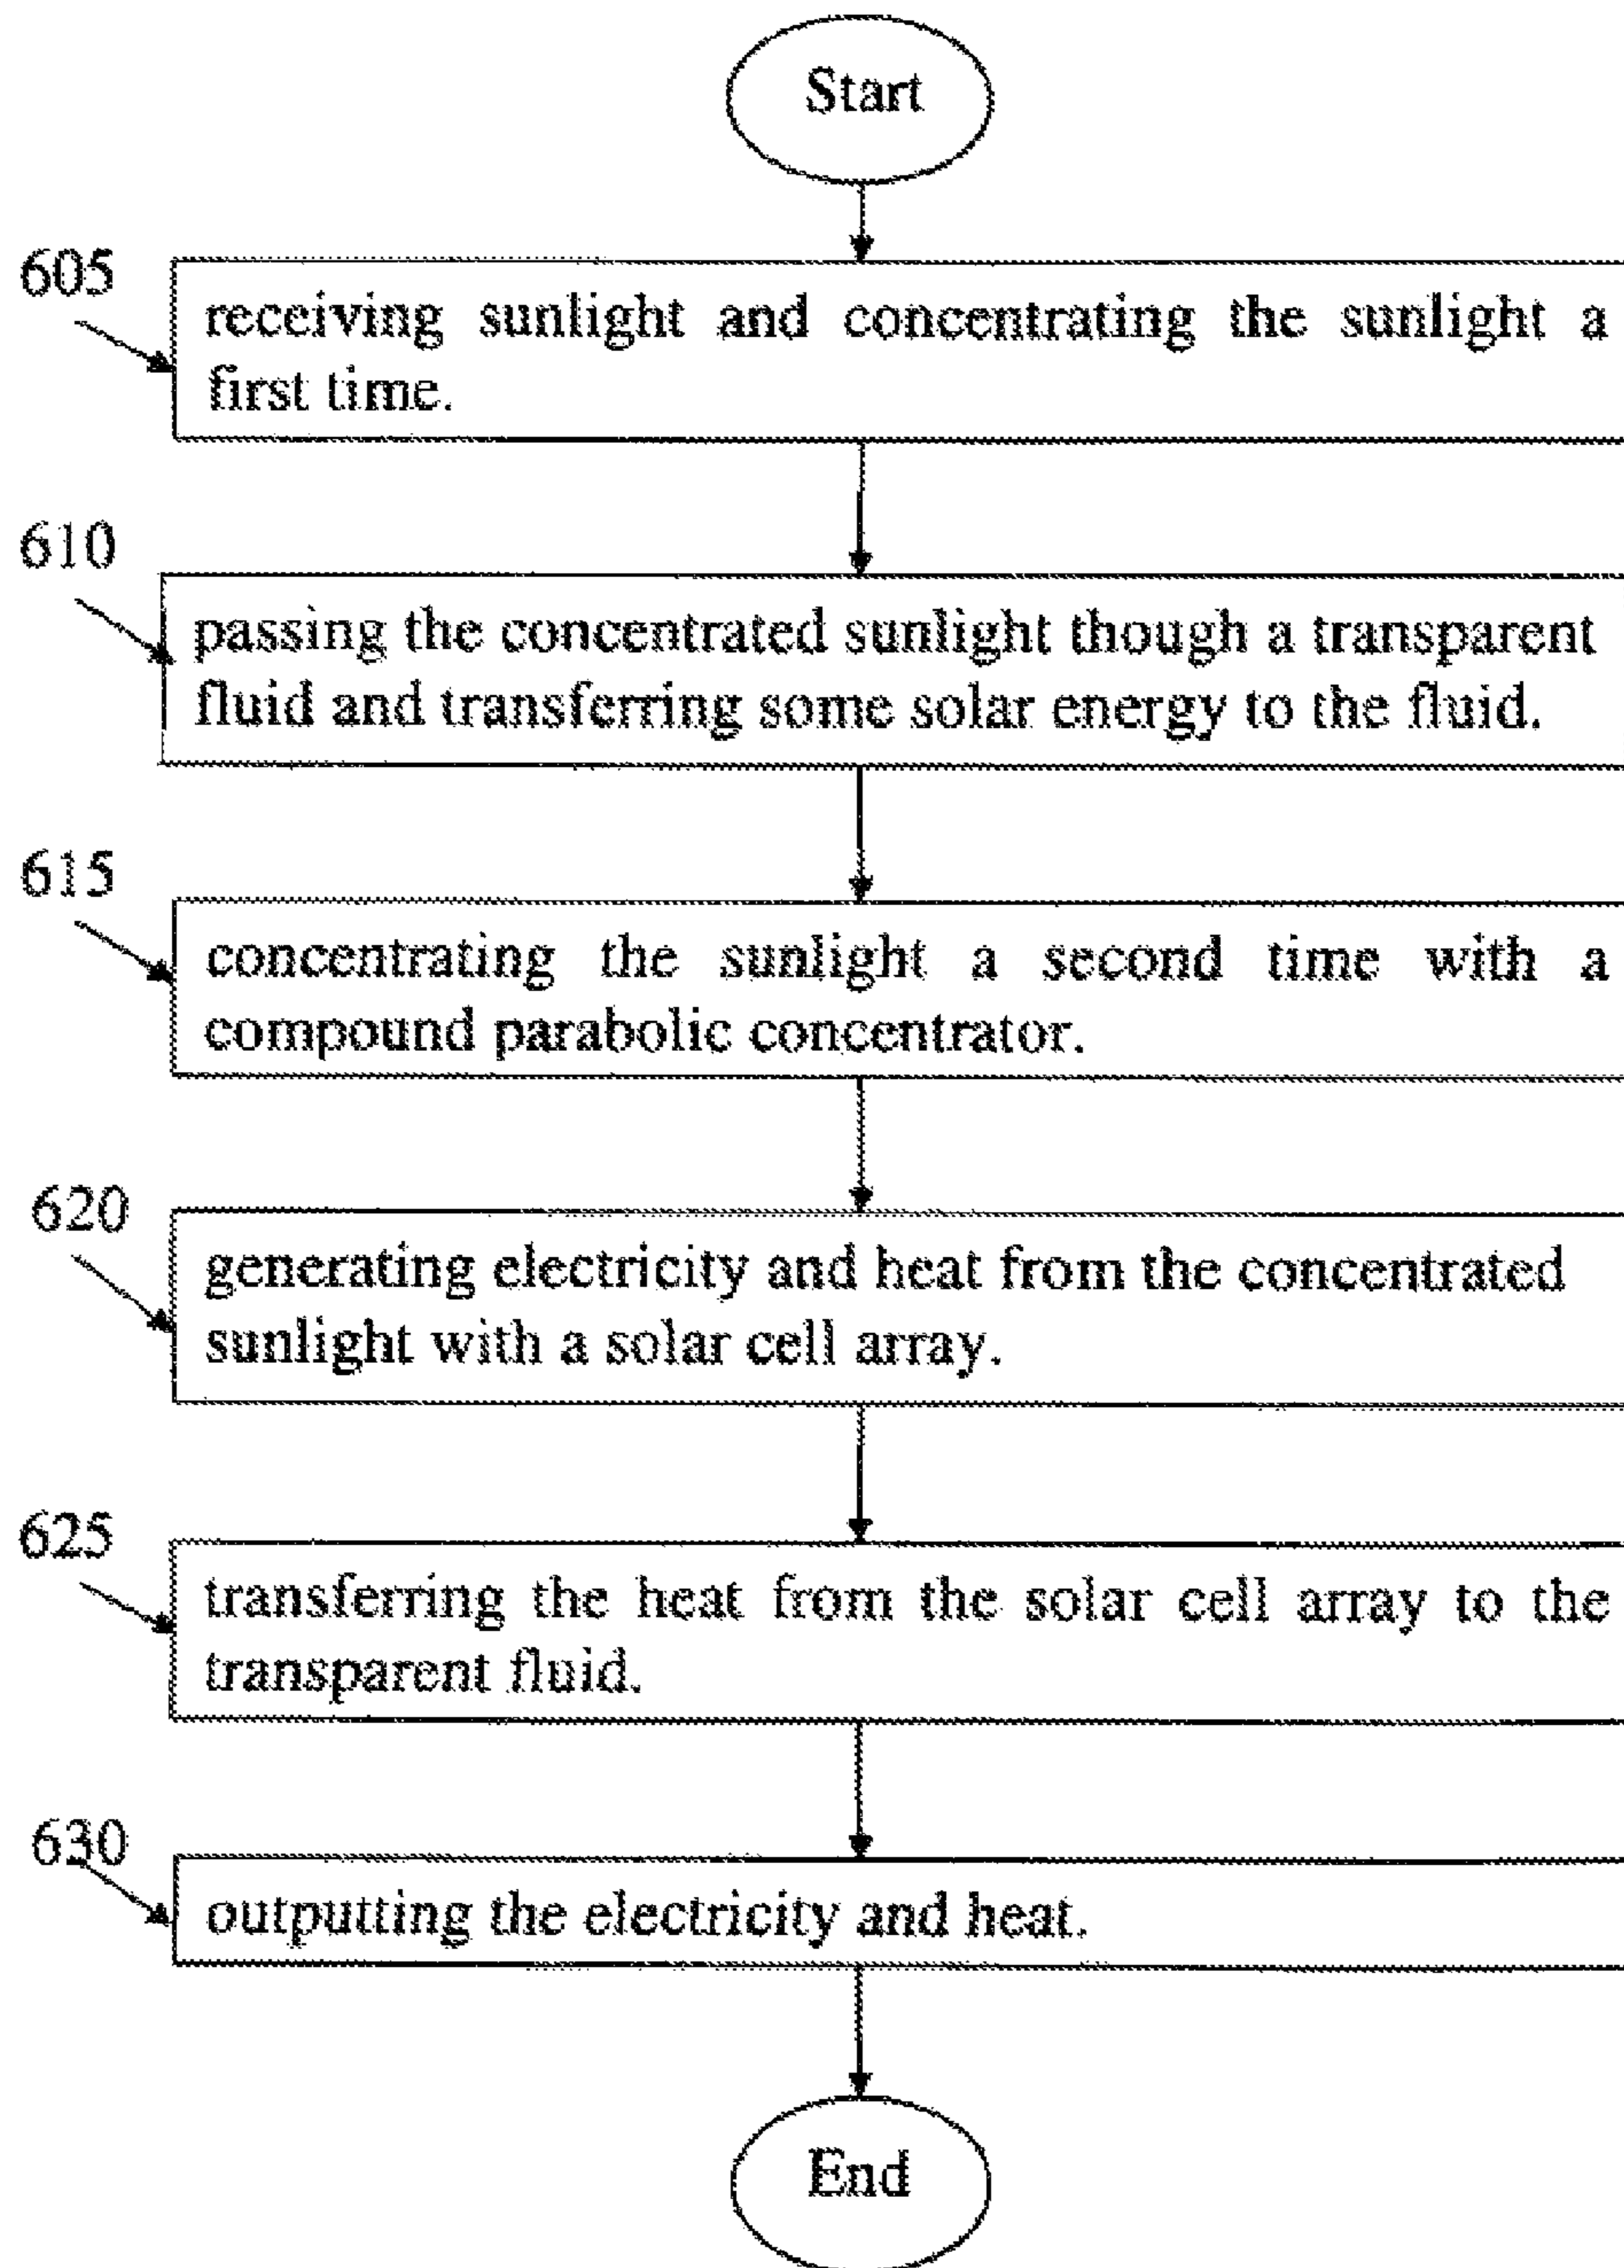 Start
605
receiving sunlight and concentrating the sunlight a
first time.
610
passing the concentrated sunlight though a transparent
fluid and transferring some solar energy to the fluid.
615
concentrating the sunlight a second time with a
compound parabolic concentrator.
620
generating electricity and heat from the concentrated
sunlight with a solar cell array.
625
transferring the heat from the solar cell array to the
transparent fluid.
630
outputting the electricity and heat.
End